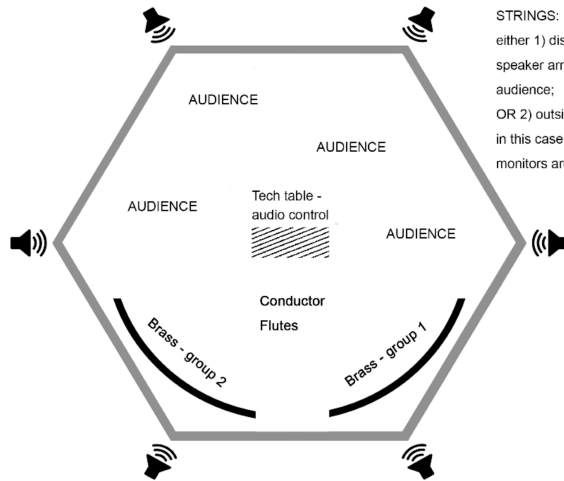 STRINGS:
either 1) dis
speaker arr
audience;
OR 2) outsi
in this case
monitors ar
AUDIENCE
AUDIENCE
AUDIENCE
Tech table -
audio control
AUDIENCE
Conductor
Flutes
Brass - group 2
Brass - group 1